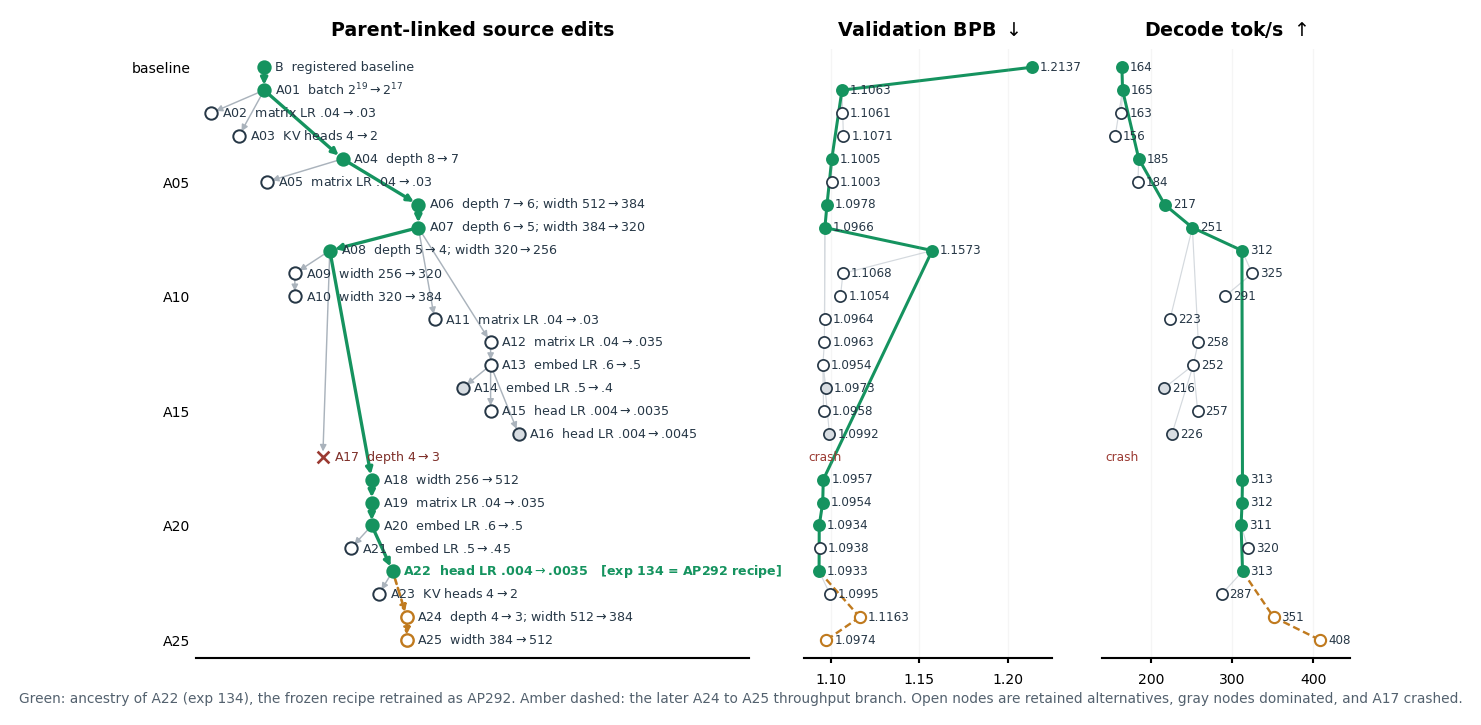 Parent-linked source edits Validation BPB ↓ Decode tok/s ↑
baseline B registered baseline 1.2137 164
A01 batch 2^19→2^17 1.1063 165
A02 matrix LR .04→.03 1.1061 163
A03 KV heads 4→2 1.1071 156
A04 depth 8→7 1.1005 185
A05 A05 matrix LR .04→.03 1.1003 184
A06 depth 7→6; width 512→384 1.0978 217
A07 depth 6→5; width 384→320 1.0966 251
A08 depth 5→4; width 320→256 1.1573 312
A09 width 256→320 1.1068 325
A10 A10 width 320→384 1.1054 291
A11 matrix LR .04→.03 1.0964 223
A12 matrix LR .04→.035 1.0963 258
A13 embed LR .6→.5 1.0954 252
A14 embed LR .5→.4 1.0973 216
A15 A15 head LR .004→.0035 1.0958 257
A16 head LR .004→.0045 1.0992 226
A17 depth 4→3 crash crash
A18 width 256→512 1.0957 313
A19 matrix LR .04→.035 1.0954 312
A20 A20 embed LR .6→.5 1.0934 311
A21 embed LR .5→.45 1.0938 320
A22 head LR .004→.0035 [exp 134 = AP292 recipe] 1.0933 313
A23 KV heads 4→2 1.0995 287
A24 depth 4→3; width 512→384 1.1163 351
A25 A25 width 384→512 1.0974 408
1.10 1.15 1.20 200 300 400
Green: ancestry of A22 (exp 134), the frozen recipe retrained as AP292. Amber dashed: the later A24 to A25 throughput branch. Open nodes are retained alternatives, gray nodes dominated, and A17 crashed.